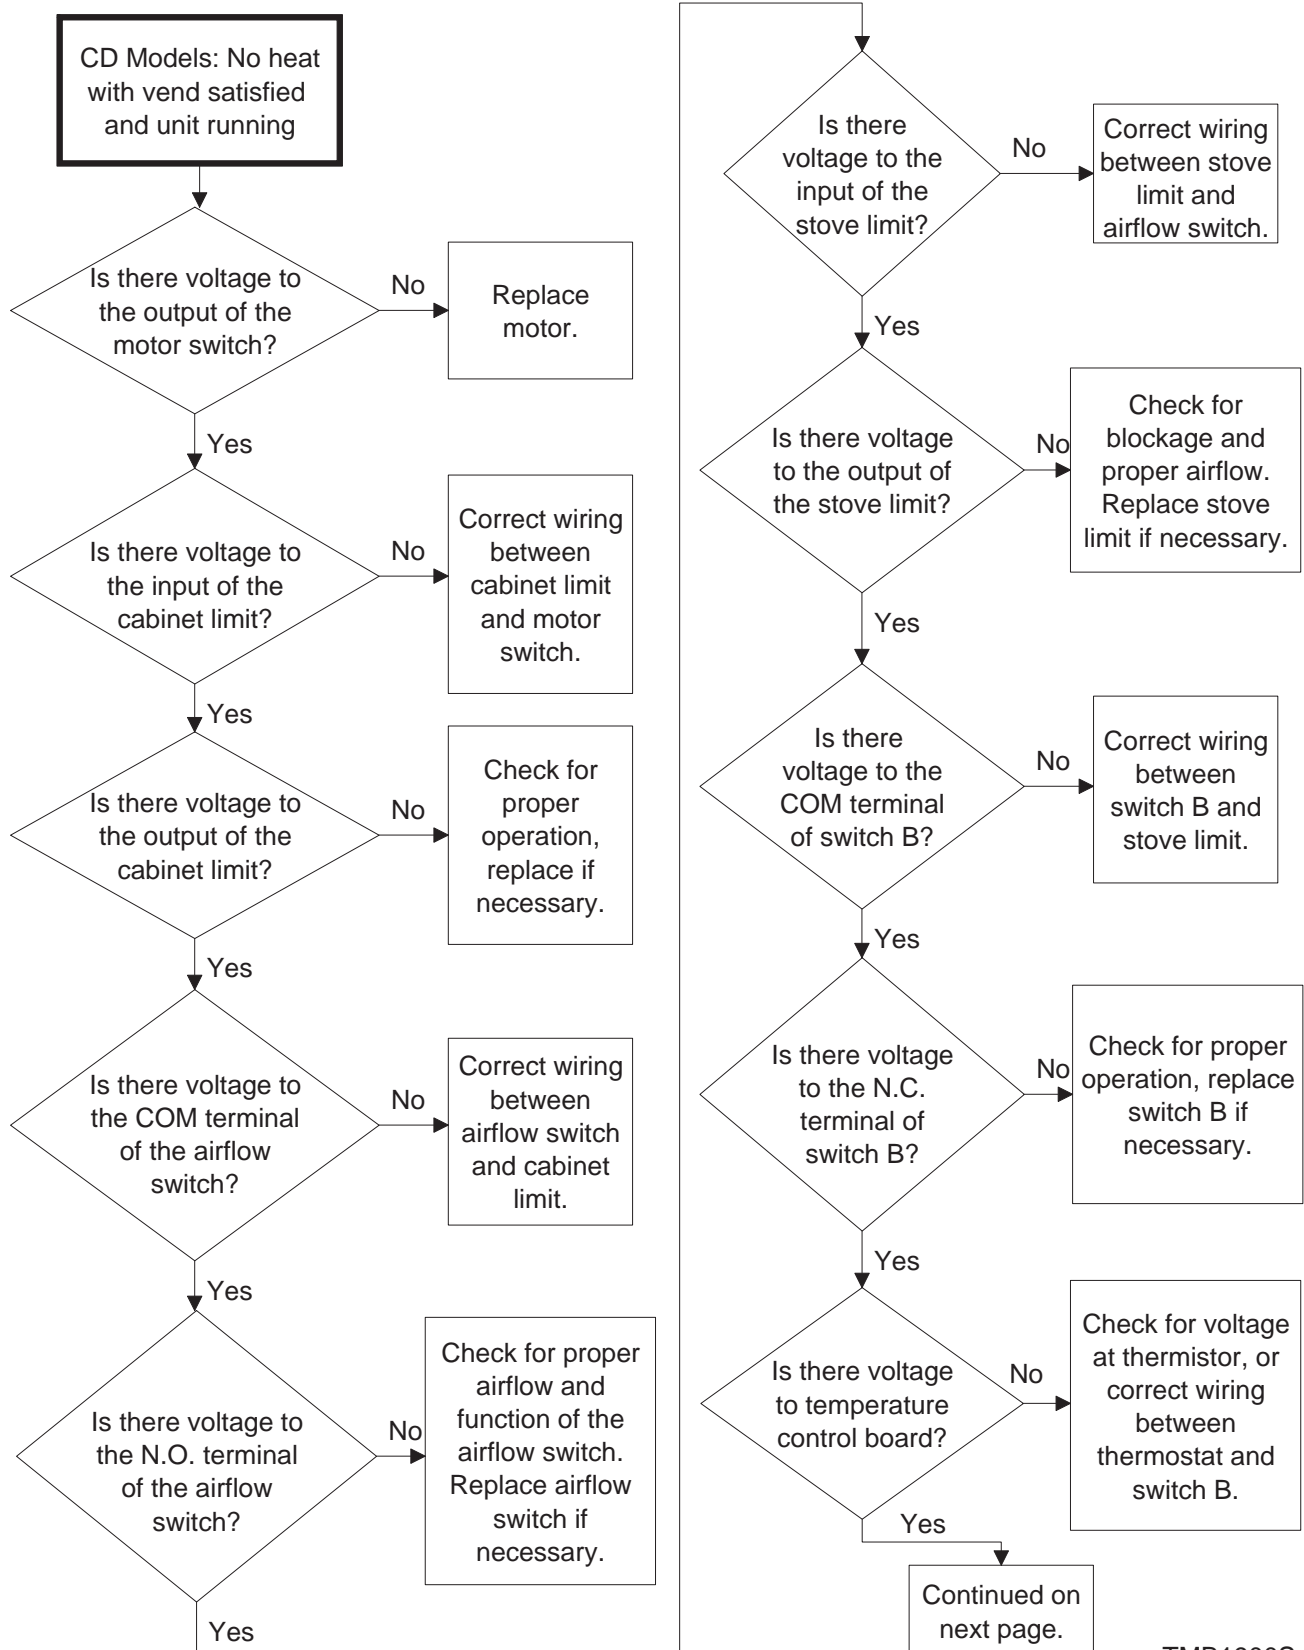 CD Models: No heat
with vend satisfied
and unit running
Is there voltage to
the output of the
motor switch?
No
Replace
motor.
Yes
Is there voltage to
the input of the
cabinet limit?
No
Correct wiring
between
cabinet limit
and motor
switch.
Yes
Is there voltage to
the output of the
cabinet limit?
No
Check for
proper
operation,
replace if
necessary.
Yes
Is there voltage to
the COM terminal
of the airflow
switch?
No
Correct wiring
between
airflow switch
and cabinet
limit.
Yes
Is there voltage to
the N.O. terminal
of the airflow
switch?
No
Check for proper
airflow and
function of the
airflow switch.
Replace airflow
switch if
necessary.
Yes
Is there
voltage to the
input of the
stove limit?
No
Correct wiring
between stove
limit and
airflow switch.
Yes
Is there voltage
to the output of
the stove limit?
No
Check for
blockage and
proper airflow.
Replace stove
limit if necessary.
Yes
Is there
voltage to the
COM terminal
of switch B?
No
Correct wiring
between
switch B and
stove limit.
Yes
Is there voltage
to the N.C.
terminal of
switch B?
No
Check for proper
operation, replace
switch B if
necessary.
Yes
Is there voltage
to temperature
control board?
No
Check for voltage
at thermistor, or
correct wiring
between
thermostat and
switch B.
Yes
Continued on
next page.